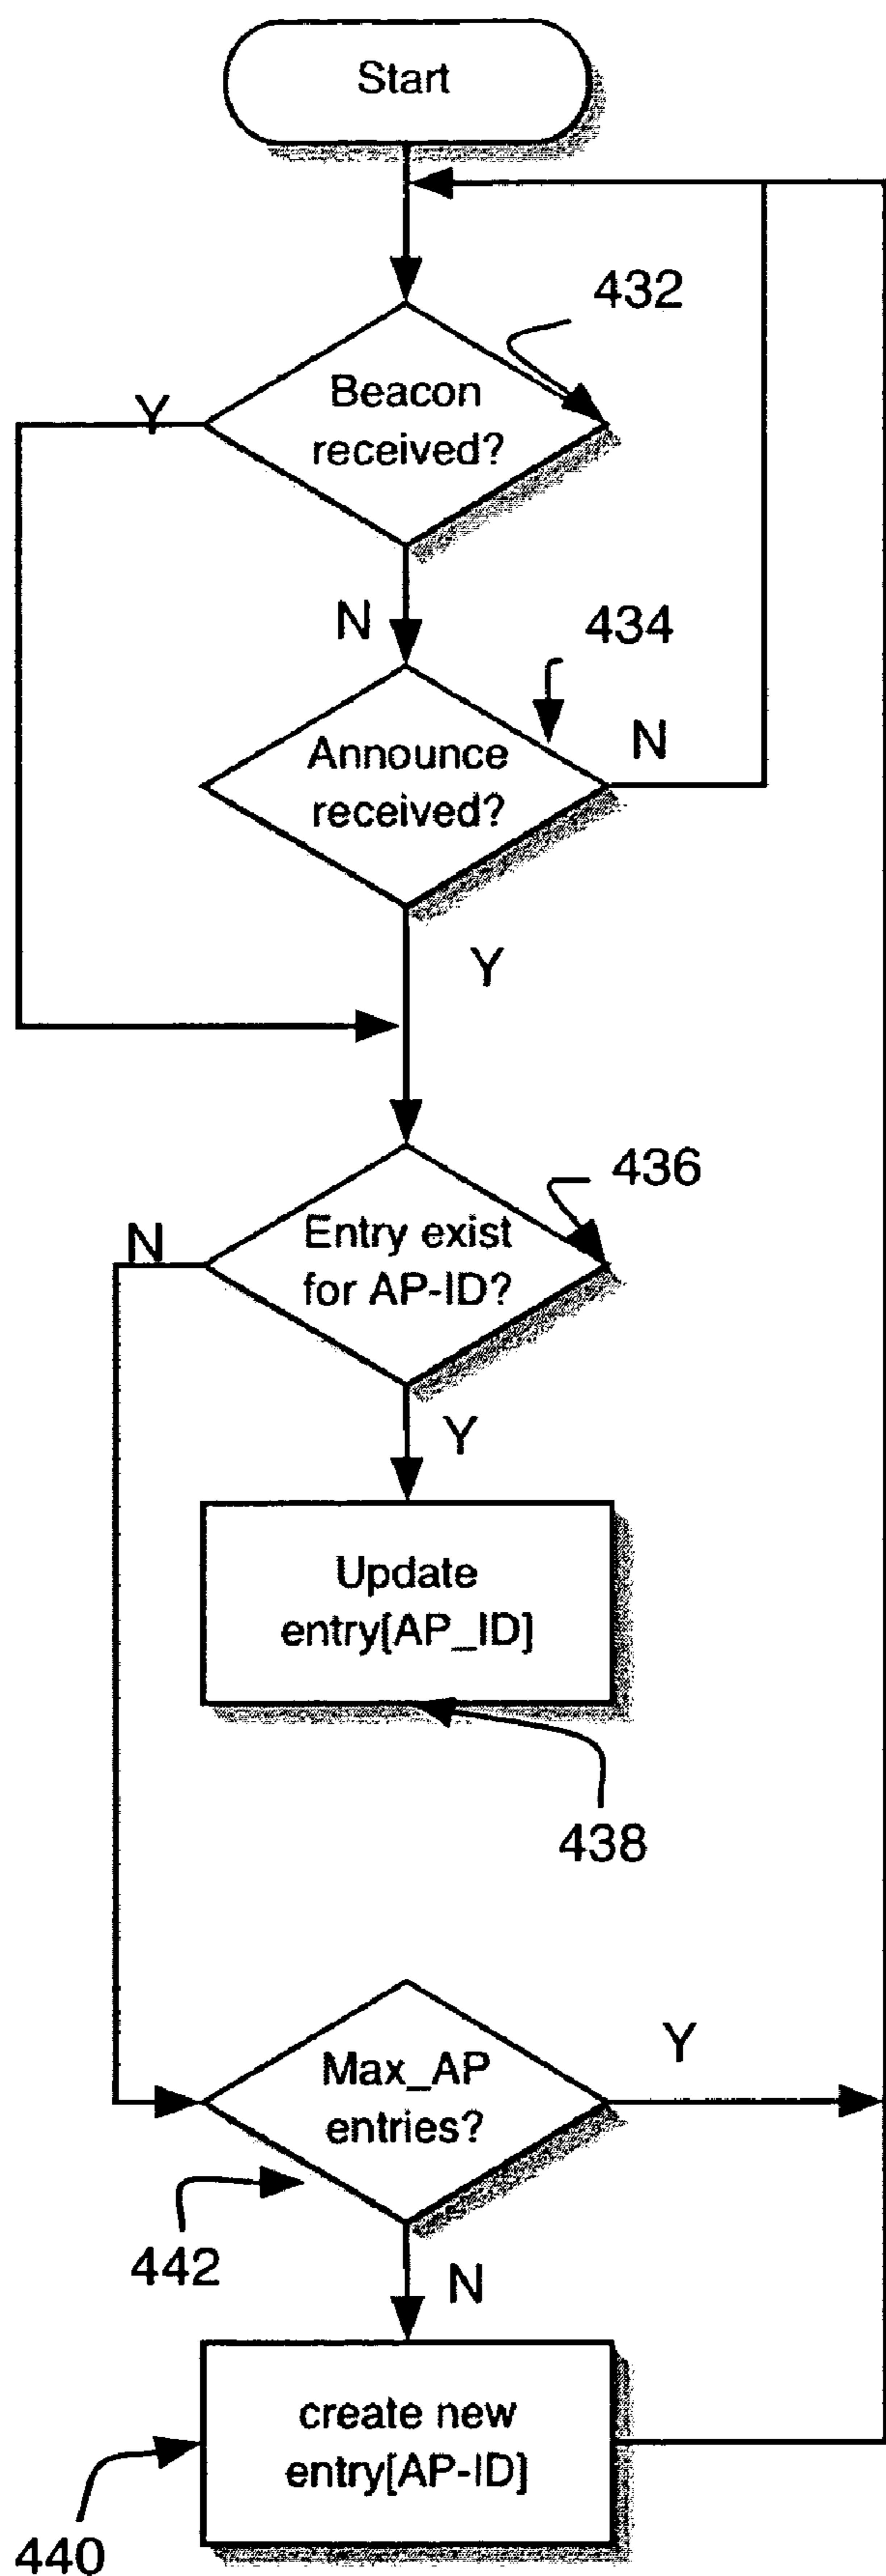 Start
432
Beacon
received?
Y
N
434
Announce
received?
N
Y
436
Entry exist
for AP-ID?
N
Y
Update
entry[AP_ID]
438
Max_AP
entries?
Y
442
N
create new
entry[AP-ID]
440